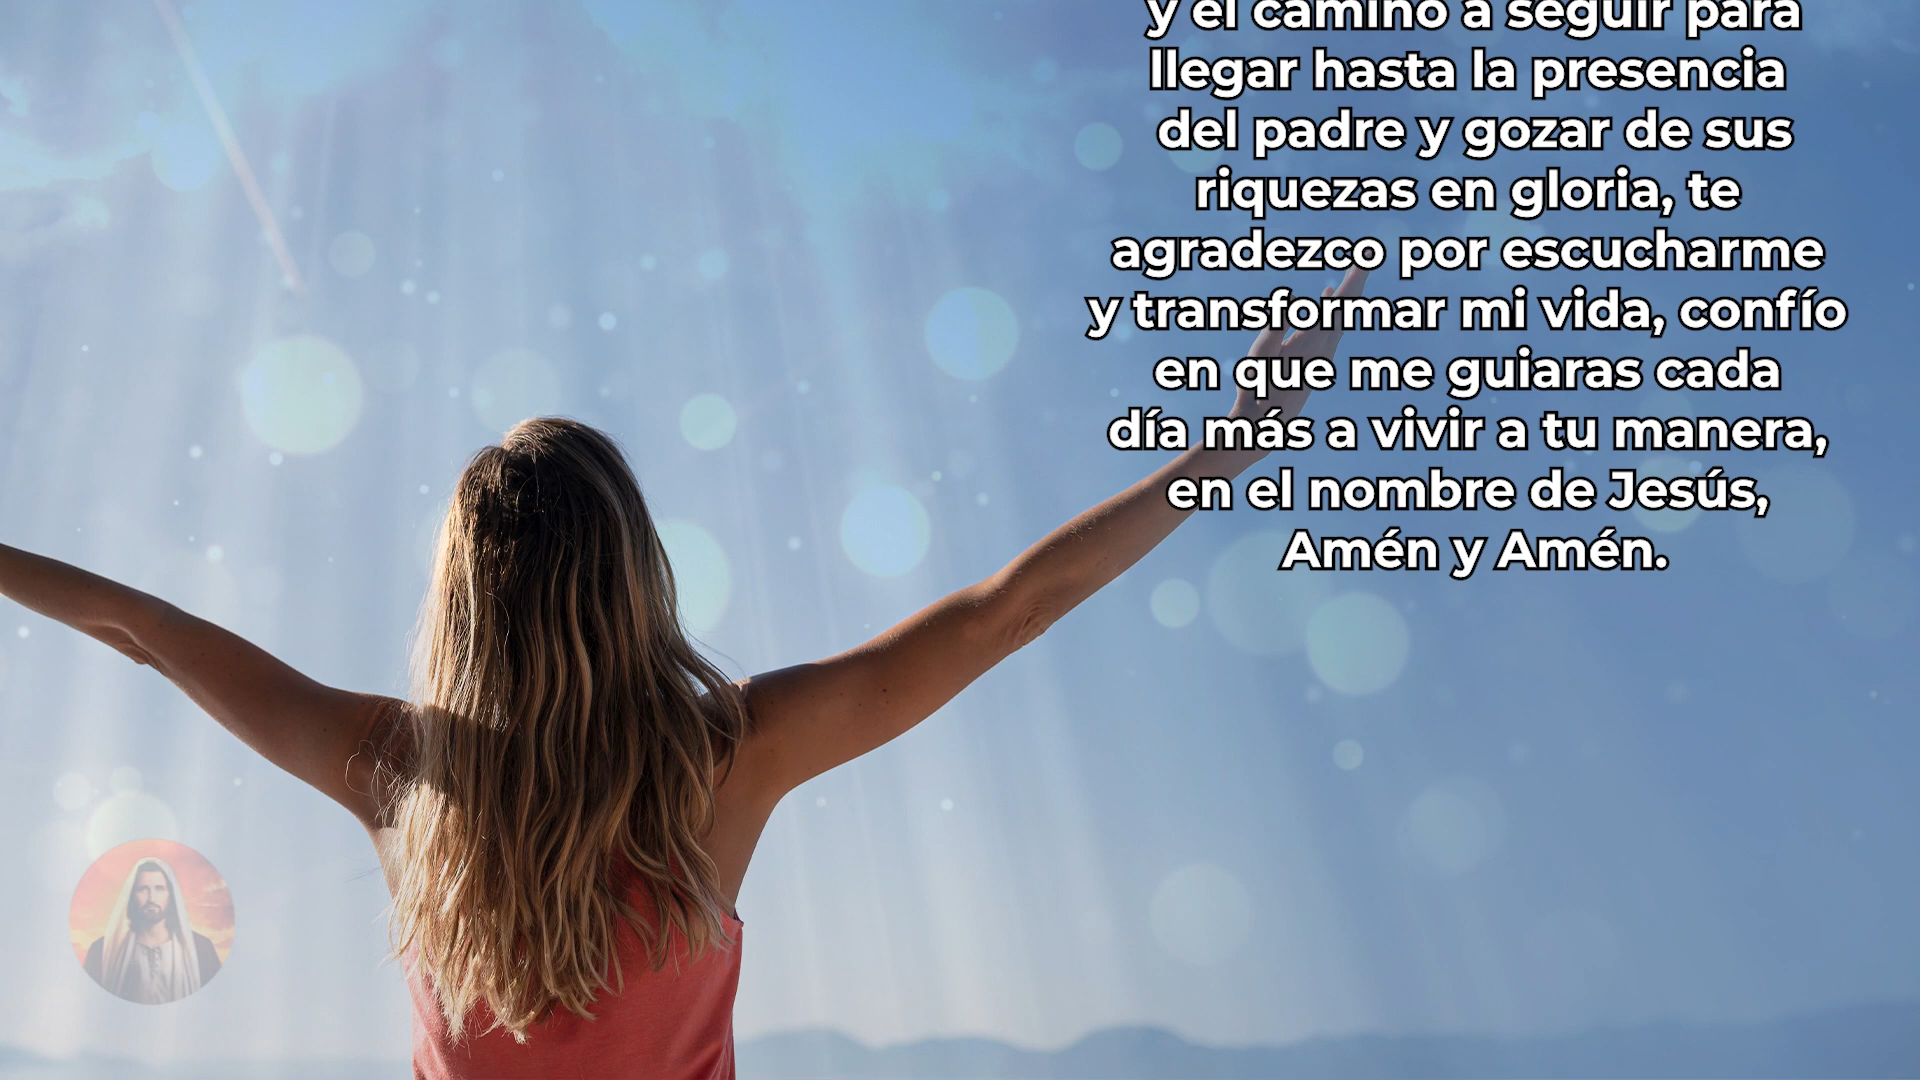 y el camino a seguir para
llegar hasta la presencia
del padre y gozar de sus
riquezas en gloria, te
agradezco por escucharme
y transformar mi vida, confío
en que me guiaras cada
día más a vivir a tu manera,
en el nombre de Jesús,
Amén y Amén.